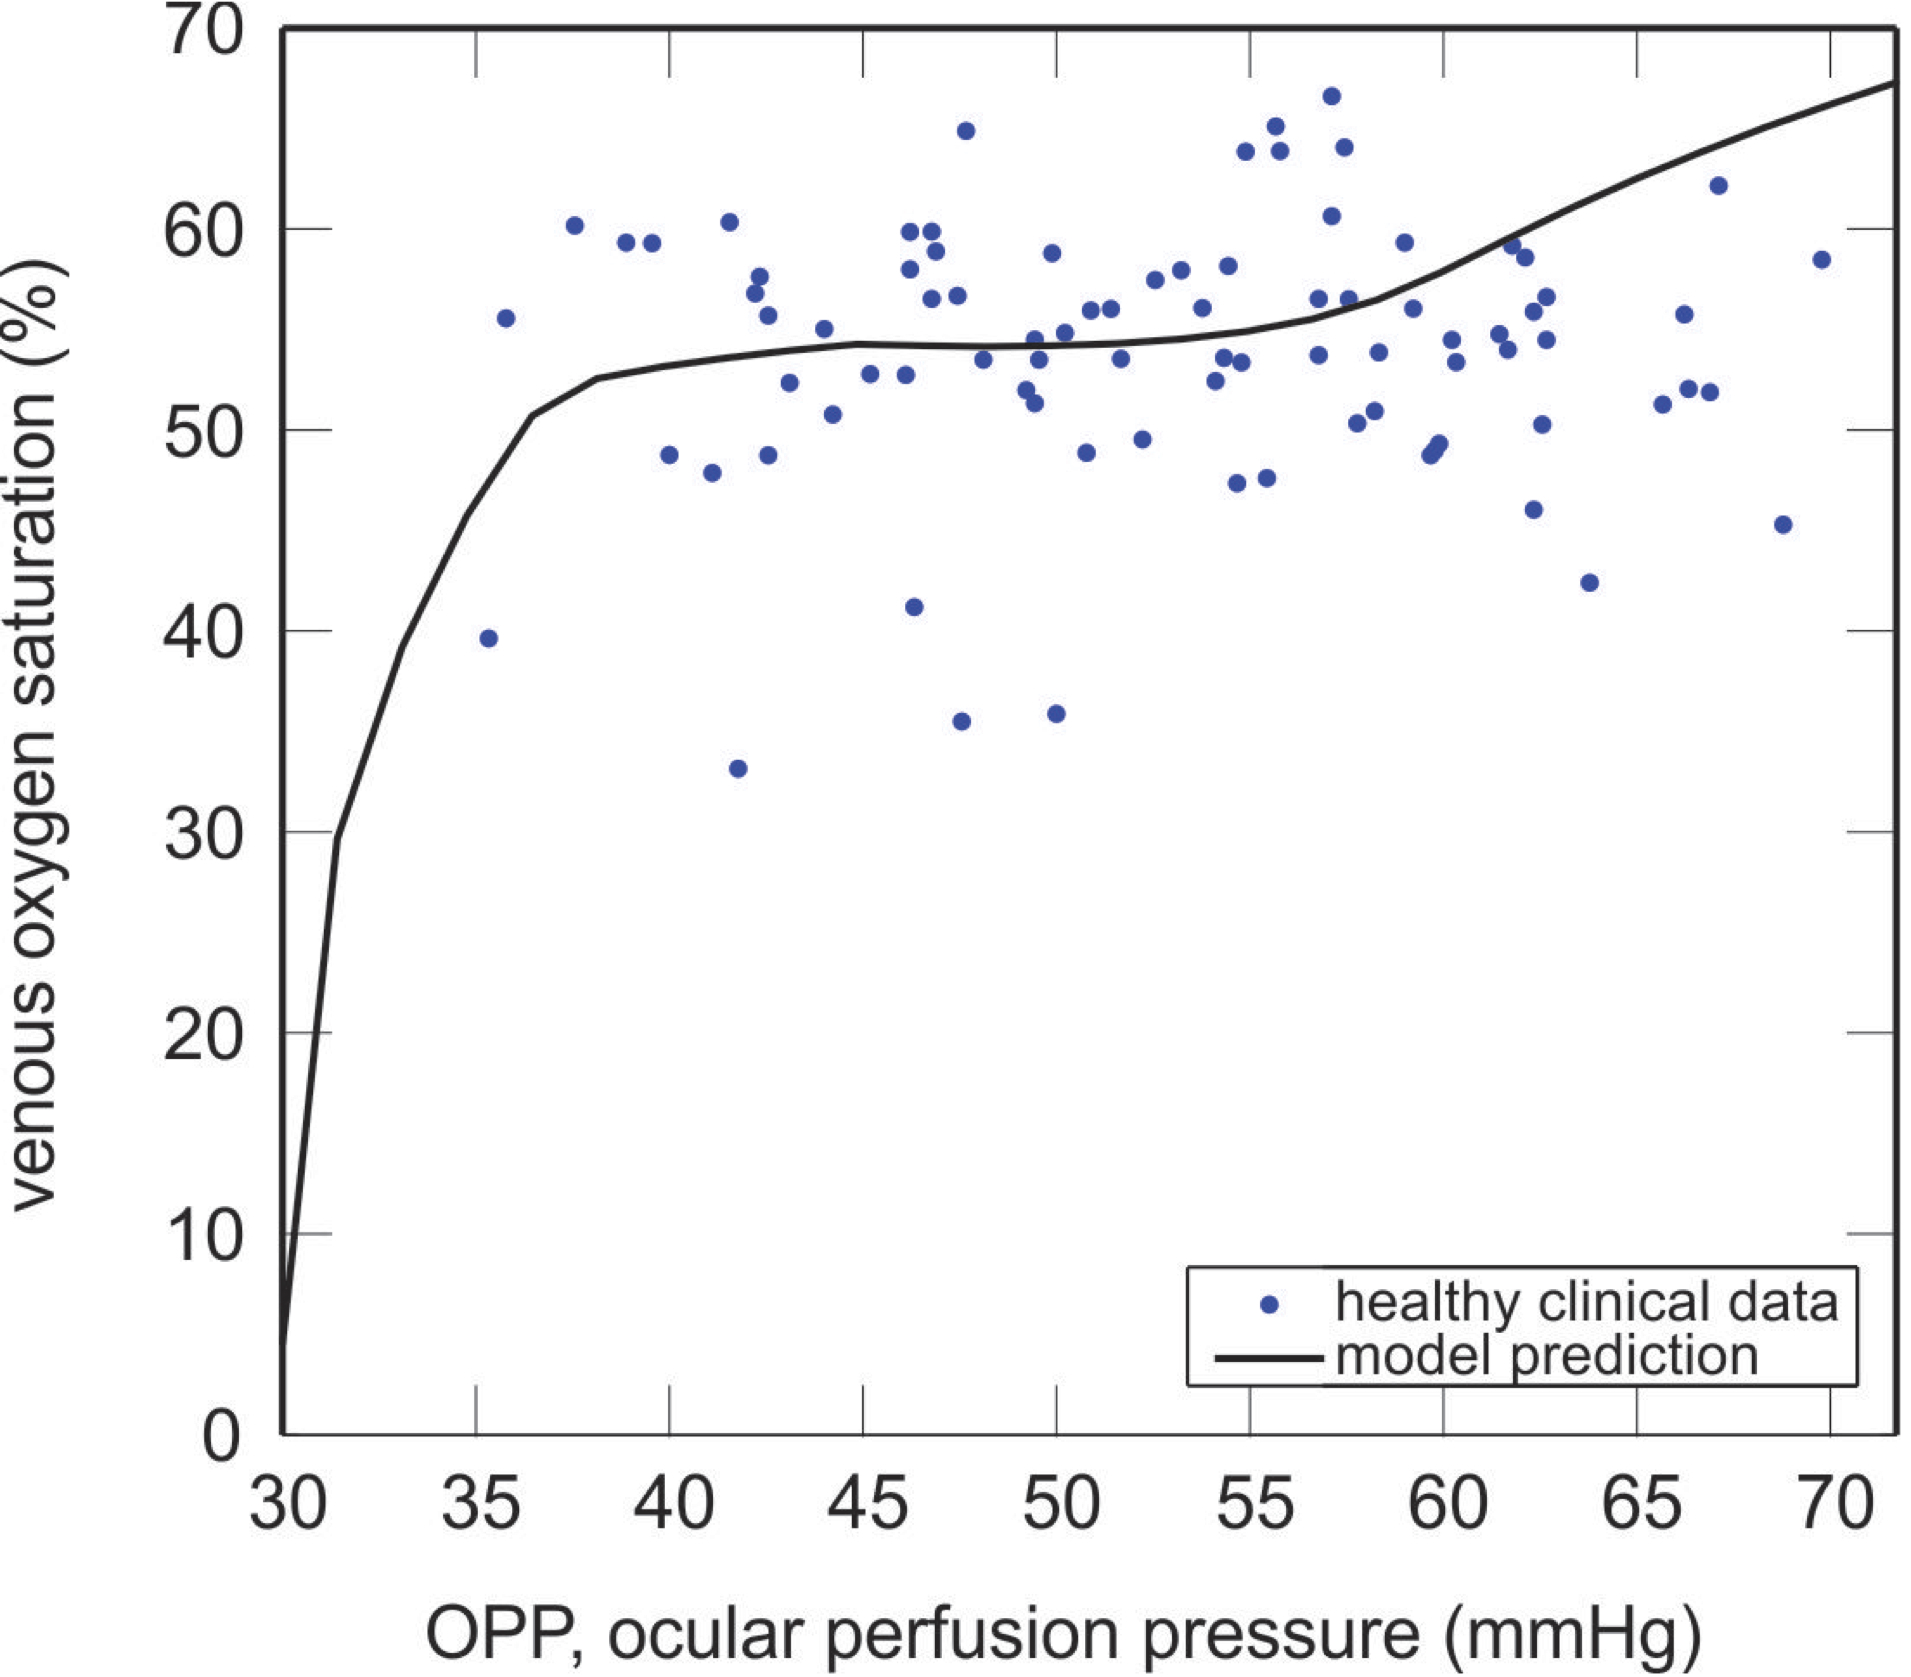 venous oxygen saturation (%)
70
60
50
40
30
20
10
0
30 35 40 45 50 55 60 65 70
OPP, ocular perfusion pressure (mmHg)
healthy clinical data
model prediction